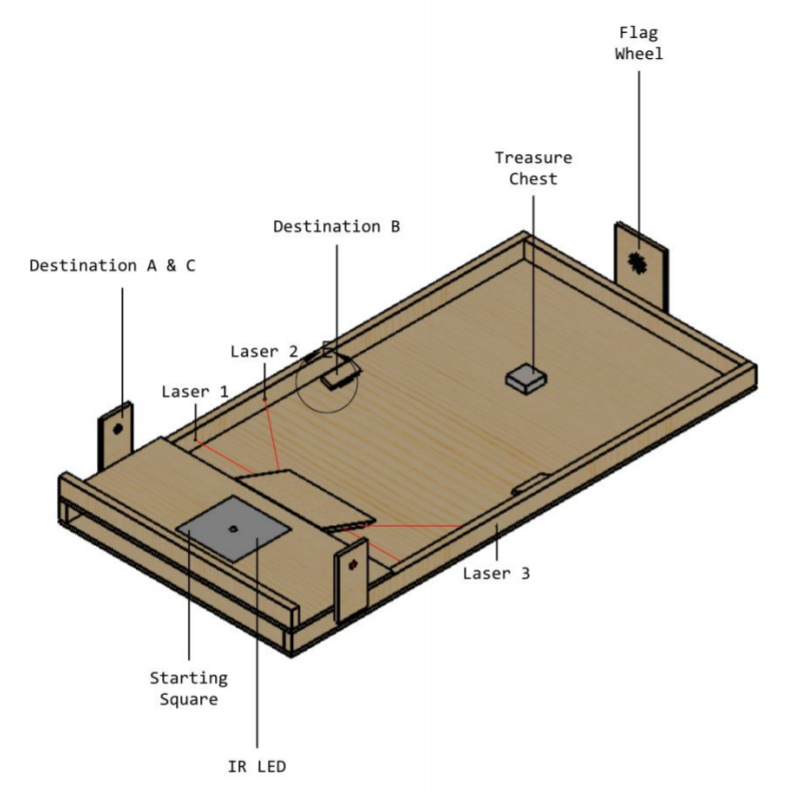 Flag
Wheel
Treasure
Chest
Destination B
Destination A & C
Laser 2
Laser 1
Laser 3
Starting
Square
IR LED